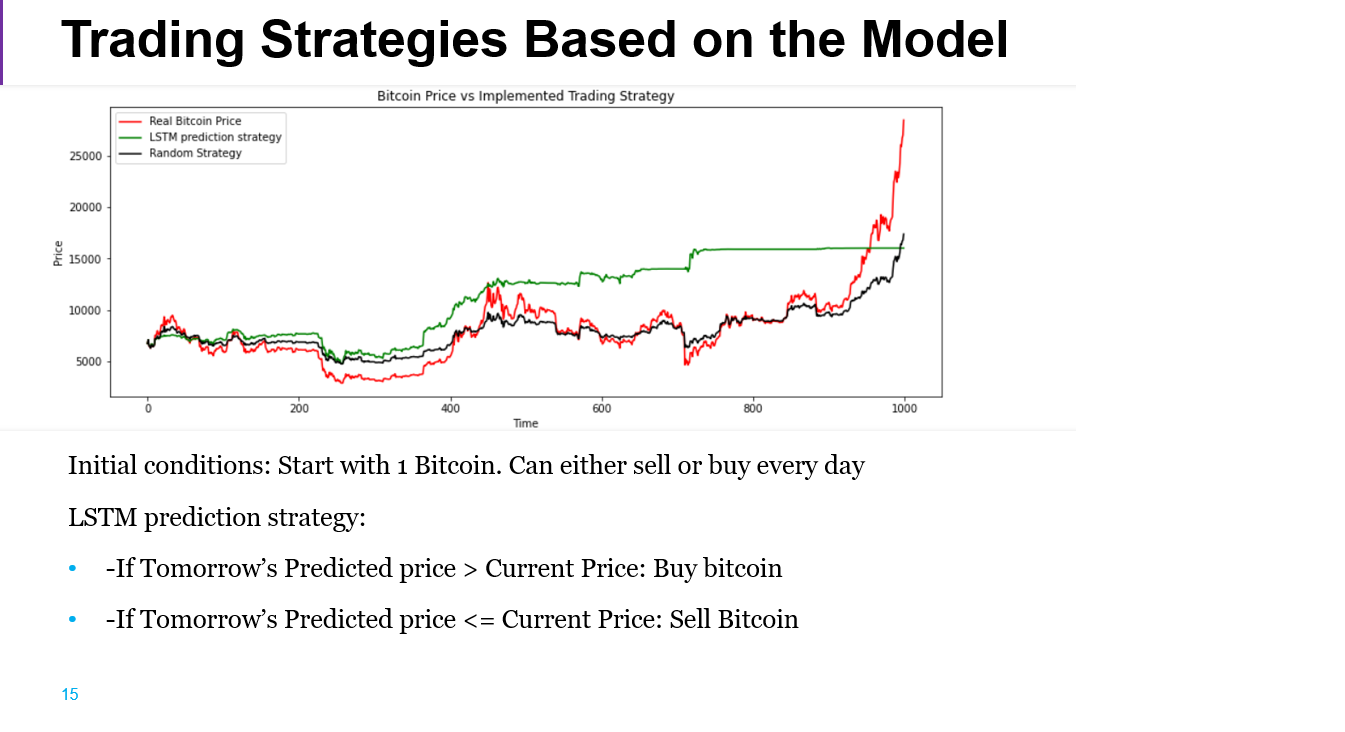 Trading Strategies Based on the Model
Bitcoin Price vs Implemented Trading Strategy
Real Bitcoin Price
LSTM prediction strategy
Random Strategy
25000
20000
15000
10000
5000
Price
0 200 400 600 800 1000
Time
Initial conditions: Start with 1 Bitcoin. Can either sell or buy every day
LSTM prediction strategy:
• -If Tomorrow’s Predicted price > Current Price: Buy bitcoin
• -If Tomorrow’s Predicted price <= Current Price: Sell Bitcoin
15